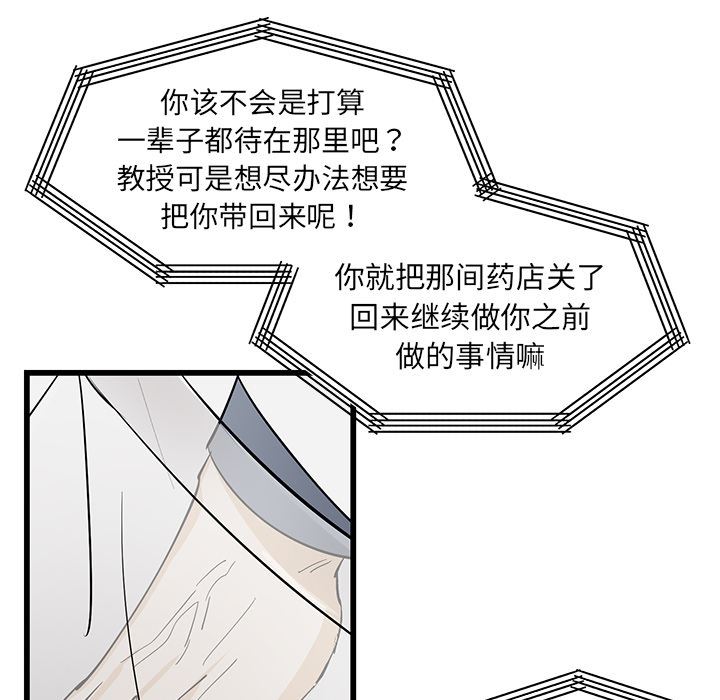 你该不会是打算
一辈子都待在那里吧？
教授可是想尽办法想要
把你带回来呢！
你就把那间药店关了
回来继续做你之前
做的事情嘛